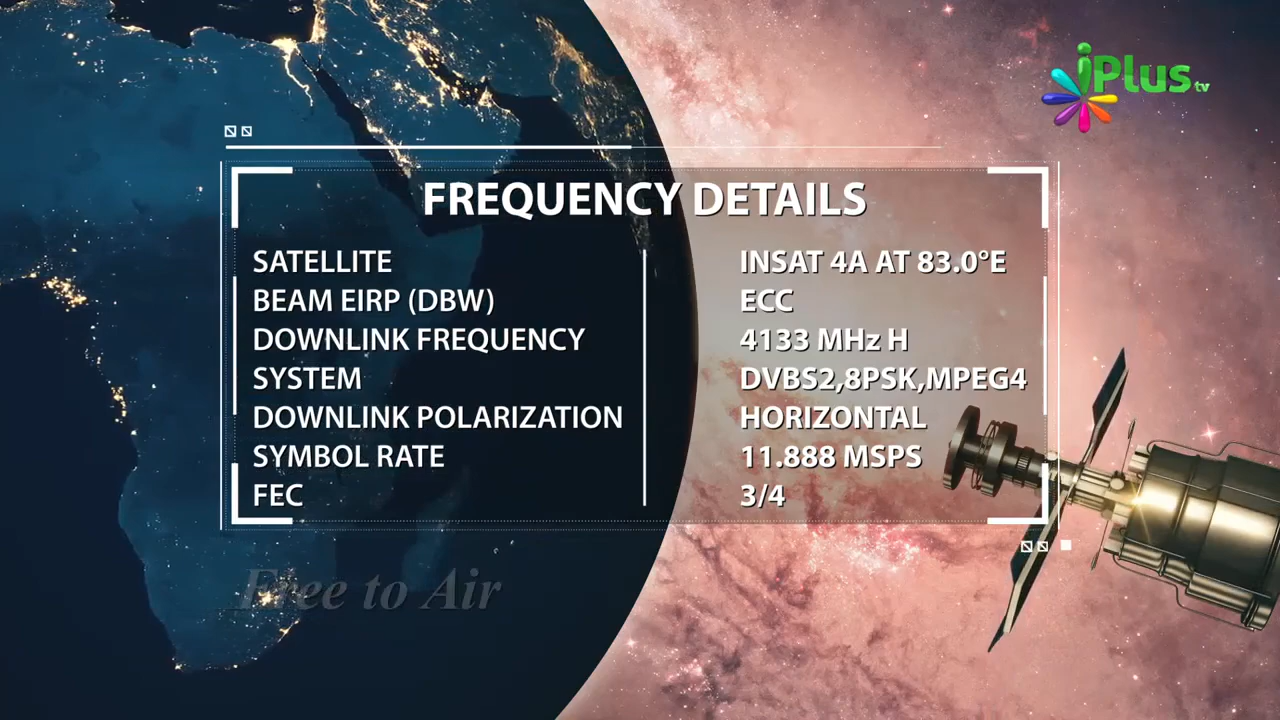 iPlus tv
FREQUENCY DETAILS
SATELLITE INSAT 4A AT 83.0°E
BEAM EIRP (DBW) ECC
DOWNLINK FREQUENCY 4133 MHz H
SYSTEM DVBS2,8PSK,MPEG4
DOWNLINK POLARIZATION HORIZONTAL
SYMBOL RATE 11.888 MSPS
FEC 3/4
Free to Air